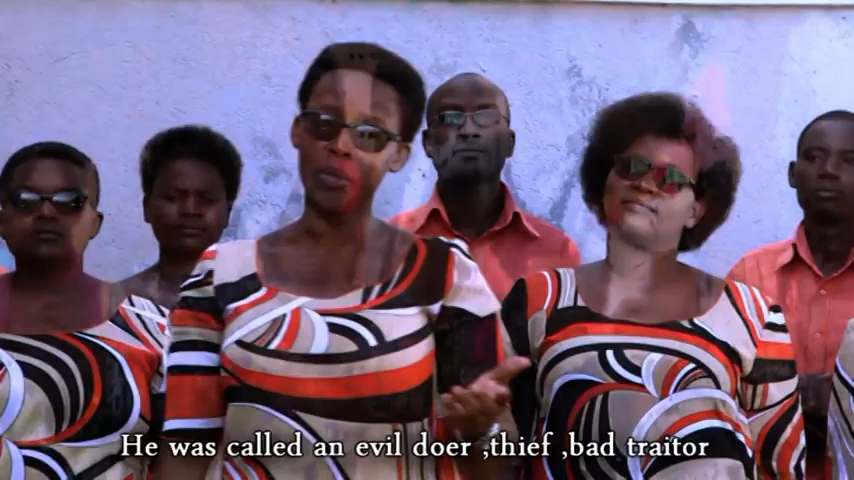 He was called an evil doer ,thief ,bad traitor